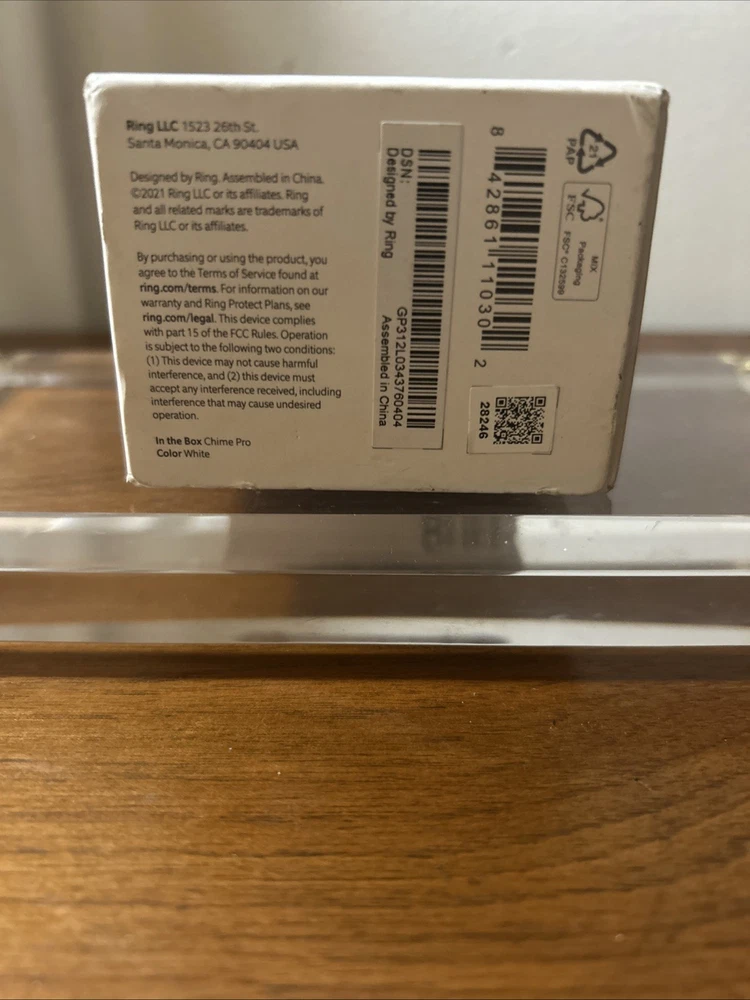 Ring LLC 1523 26th St.
Santa Monica, CA 90404 USA
Designed by Ring. Assembled in China.
©2021 Ring LLC or its affiliates. Ring
and all related marks are trademarks of
Ring LLC or its affiliates.
By purchasing or using the product, you
agree to the Terms of Service found at
ring.com/terms. For information on our
warranty and Ring Protect Plans, see
ring.com/legal. This device complies
with part 15 of the FCC Rules. Operation
is subject to the following two conditions:
(1) This device may not cause harmful
interference, and (2) this device must
accept any interference received, including
interference that may cause undesired
operation.
In the Box Chime Pro
Color White
DSN: GP312L0343760404
Designed by Ring Assembled in China
8 42861 11030 2
28246
21
PAP
FSC
MIX
Packaging
FSC® C132599